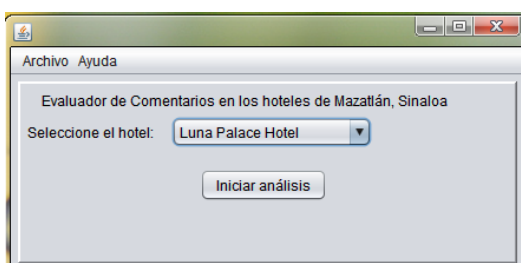 Archivo Ayuda
Evaluador de Comentarios en los hoteles de Mazatlán, Sinaloa
Seleccione el hotel: Luna Palace Hotel
Iniciar análisis